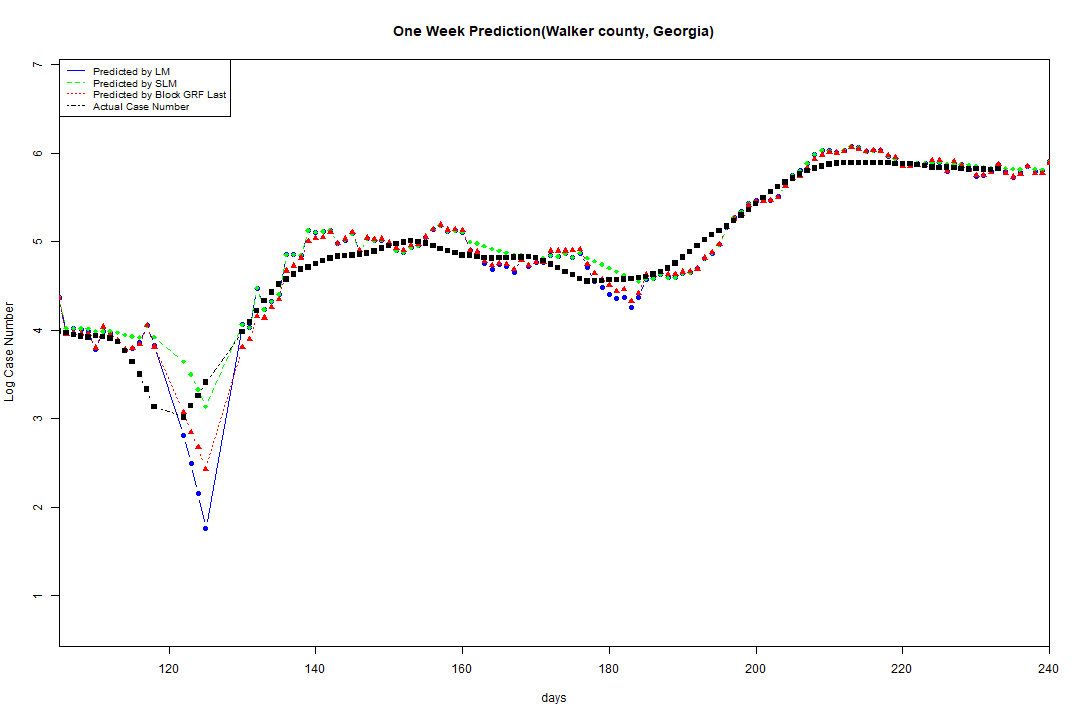 One Week Prediction(Walker county, Georgia)
Predicted by LM
Predicted by SLM
Predicted by Block GRF Last
Actual Case Number
7
6
5
4
3
2
1
Log Case Number
120 140 160 180 200 220 240
days